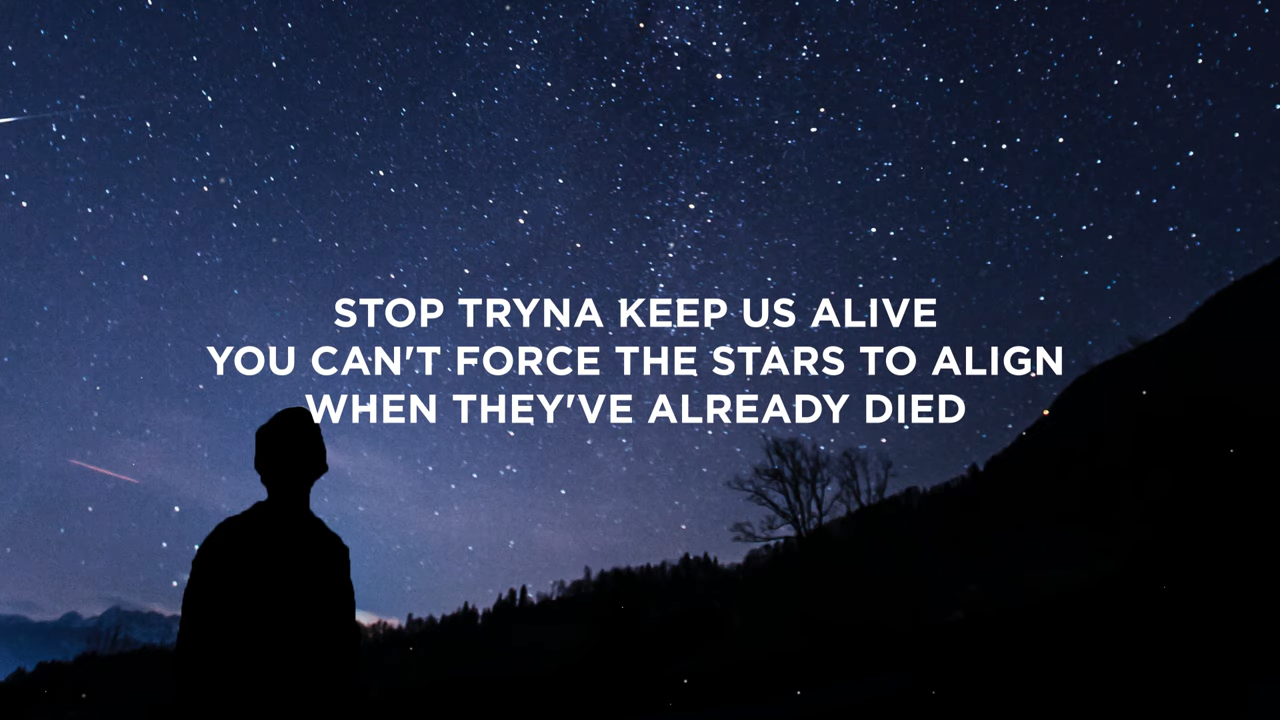 STOP TRYNA KEEP US ALIVE
YOU CAN'T FORCE THE STARS TO ALIGN
WHEN THEY'VE ALREADY DIED